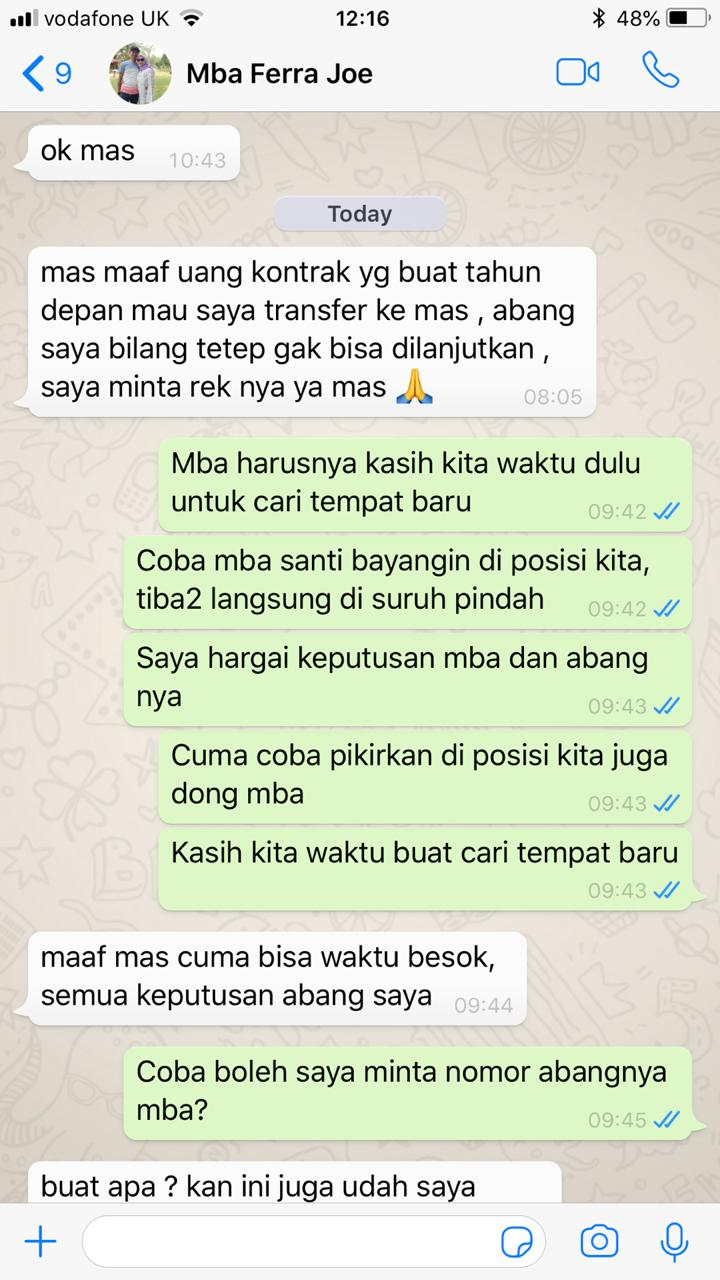 vodafone UK 12:16 48%
9 Mba Ferra Joe
ok mas 10:43
Today
mas maaf uang kontrak yg buat tahun
depan mau saya transfer ke mas , abang
saya bilang tetep gak bisa dilanjutkan ,
saya minta rek nya ya mas 🙏 08:05
Mba harusnya kasih kita waktu dulu
untuk cari tempat baru 09:42
Coba mba santi bayangin di posisi kita,
tiba2 langsung di suruh pindah 09:42
Saya hargai keputusan mba dan abang
nya 09:43
Cuma coba pikirkan di posisi kita juga
dong mba 09:43
Kasih kita waktu buat cari tempat baru
09:43
maaf mas cuma bisa waktu besok,
semua keputusan abang saya 09:44
Coba boleh saya minta nomor abangnya
mba? 09:45
buat apa ? kan ini juga udah saya